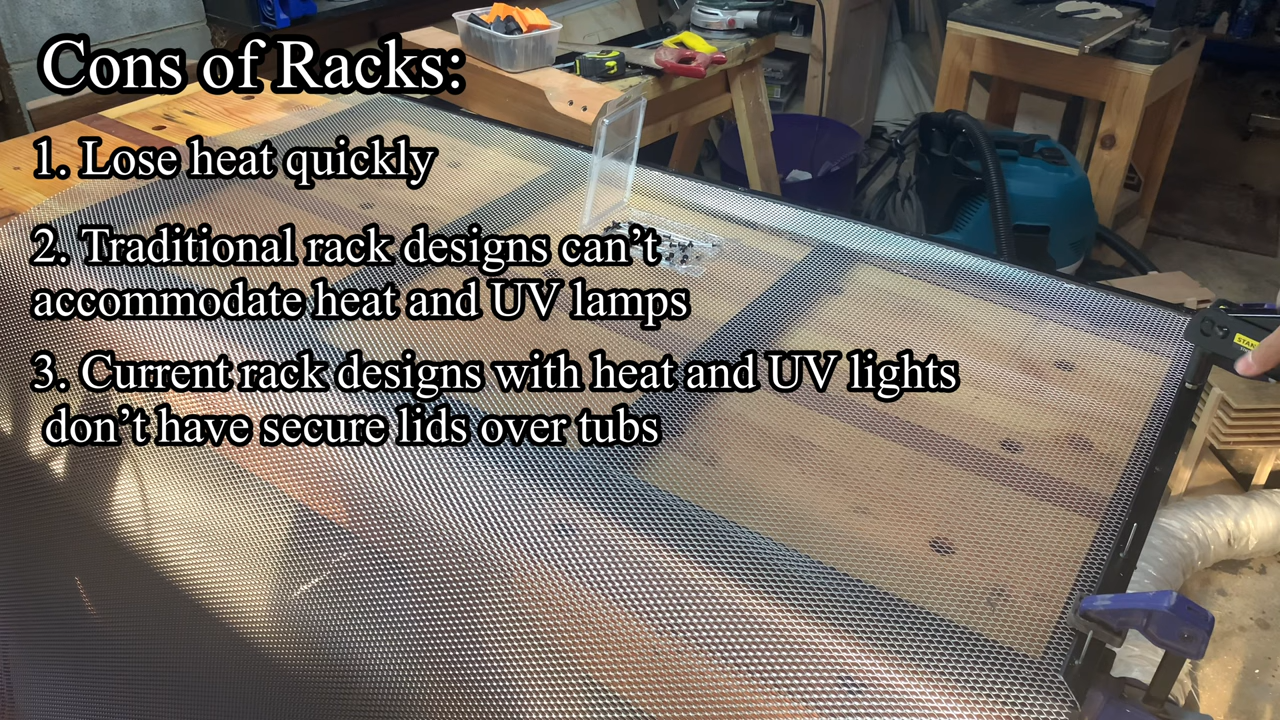 Cons of Racks:
1. Lose heat quickly
2. Traditional rack designs can't
accommodate heat and UV lamps
3. Current rack designs with heat and UV lights
don't have secure lids over tubs